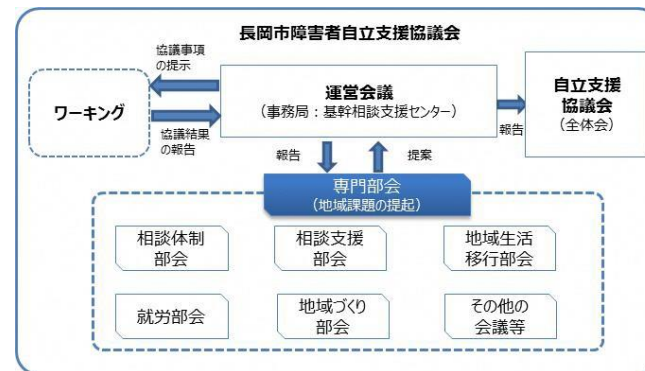 長岡市障害者自立支援協議会
協議事項
の提示
ワーキング
協議結果
の報告
運営会議
(事務局：基幹相談支援センター)
報告
自立支援
協議会
(全体会)
報告
提案
専門部会
(地域課題の提起)
相談体制
部会
相談支援
部会
地域生活
移行部会
就労部会
地域づくり
部会
その他の
会議等